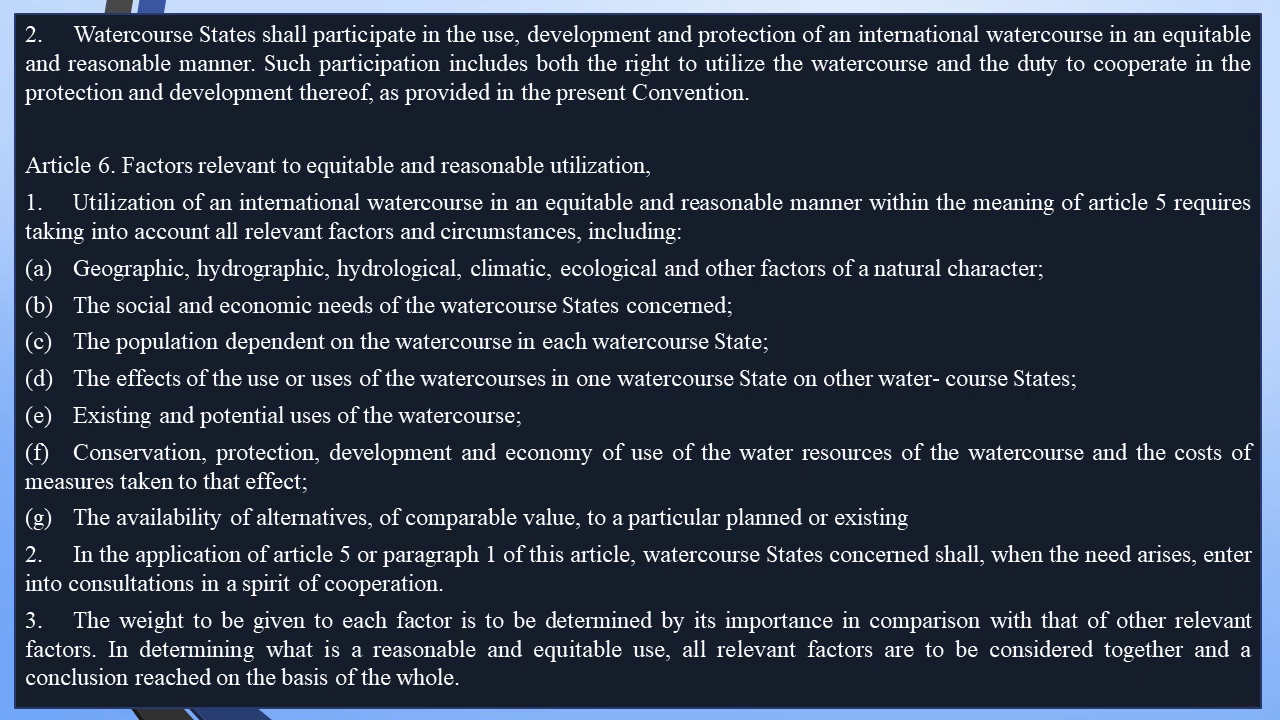 2. Watercourse States shall participate in the use, development and protection of an international watercourse in an equitable
and reasonable manner. Such participation includes both the right to utilize the watercourse and the duty to cooperate in the
protection and development thereof, as provided in the present Convention.
Article 6. Factors relevant to equitable and reasonable utilization,
1. Utilization of an international watercourse in an equitable and reasonable manner within the meaning of article 5 requires
taking into account all relevant factors and circumstances, including:
(a) Geographic, hydrographic, hydrological, climatic, ecological and other factors of a natural character;
(b) The social and economic needs of the watercourse States concerned;
(c) The population dependent on the watercourse in each watercourse State;
(d) The effects of the use or uses of the watercourses in one watercourse State on other water- course States;
(e) Existing and potential uses of the watercourse;
(f) Conservation, protection, development and economy of use of the water resources of the watercourse and the costs of
measures taken to that effect;
(g) The availability of alternatives, of comparable value, to a particular planned or existing
2. In the application of article 5 or paragraph 1 of this article, watercourse States concerned shall, when the need arises, enter
into consultations in a spirit of cooperation.
3. The weight to be given to each factor is to be determined by its importance in comparison with that of other relevant
factors. In determining what is a reasonable and equitable use, all relevant factors are to be considered together and a
conclusion reached on the basis of the whole.